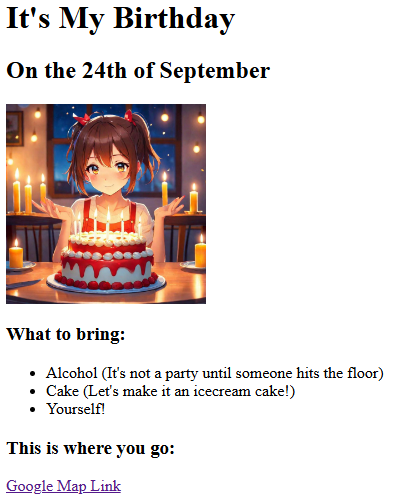 It's My Birthday
On the 24th of September
What to bring:
Alcohol (It's not a party until someone hits the floor)
Cake (Let's make it an icecream cake!)
Yourself!
This is where you go:
Google Map Link